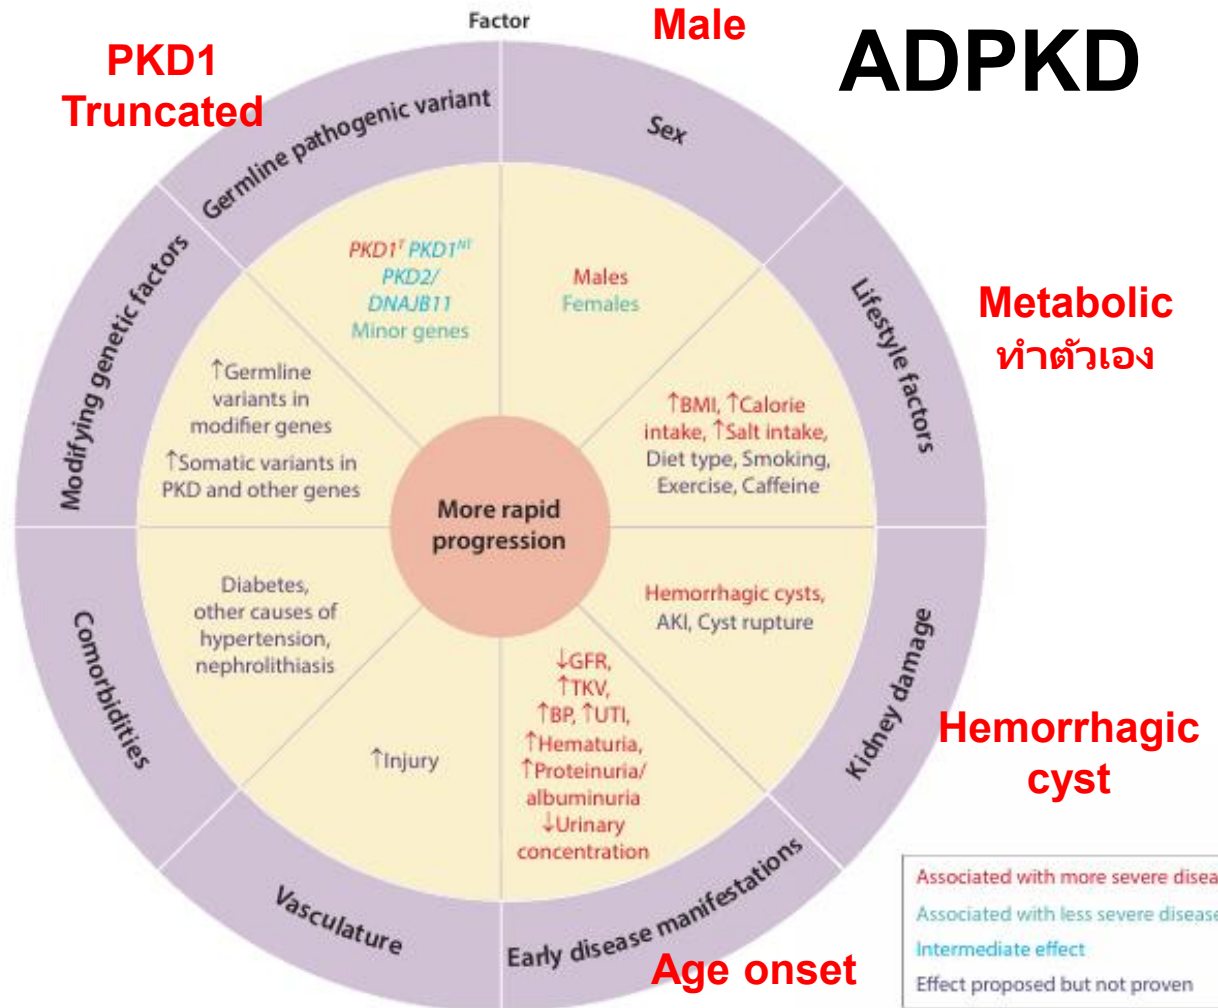 Factor
Male
ADPKD
PKD1
Truncated
Germline pathogenic variant
Sex
Modifying genetic factors
Lifestyle factors
PKD1ᵀ PKD1ᴺᵀ
PKD2/
DNAJB11
Minor genes
Males
Females
Metabolic
ทำตัวเอง
↑Germline
variants in
modifier genes
↑Somatic variants in
PKD and other genes
↑BMI, ↑Calorie
intake, ↑Salt intake,
Diet type, Smoking,
Exercise, Caffeine
More rapid
progression
Diabetes,
other causes of
hypertension,
nephrolithiasis
Hemorrhagic cysts,
AKI, Cyst rupture
Comorbidities
Kidney damage
↑Injury
↓GFR,
↑TKV,
↑BP, ↑UTI,
↑Hematuria,
↑Proteinuria/
albuminuria
↓Urinary
concentration
Hemorrhagic
cyst
Vasculature
Early disease manifestations
Age onset
Associated with more severe disea
Associated with less severe disease
Intermediate effect
Effect proposed but not proven